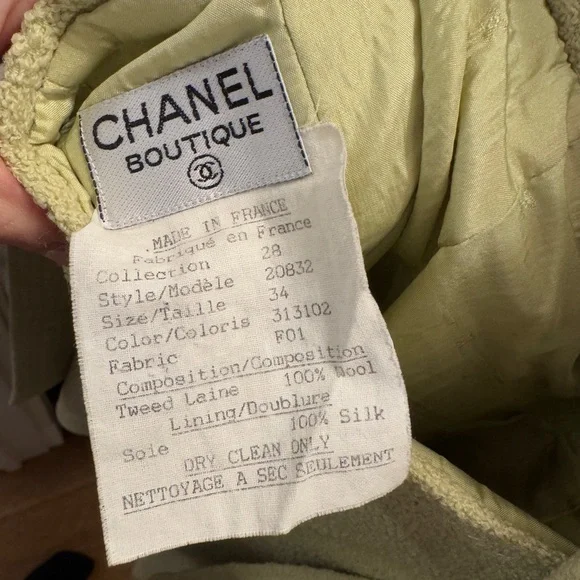 CHANEL
BOUTIQUE
.MADE IN FRANCE
Fabriqué en France
Collection 28
Style/Modèle 20832
Size/Taille 34
Color/Coloris 313102
Fabric F01
Composition/Composition
Tweed Laine 100% Wool
Lining/Doublure
Soie 100% Silk
DRY CLEAN ONLY
NETTOYAGE A SEC SEULEMENT